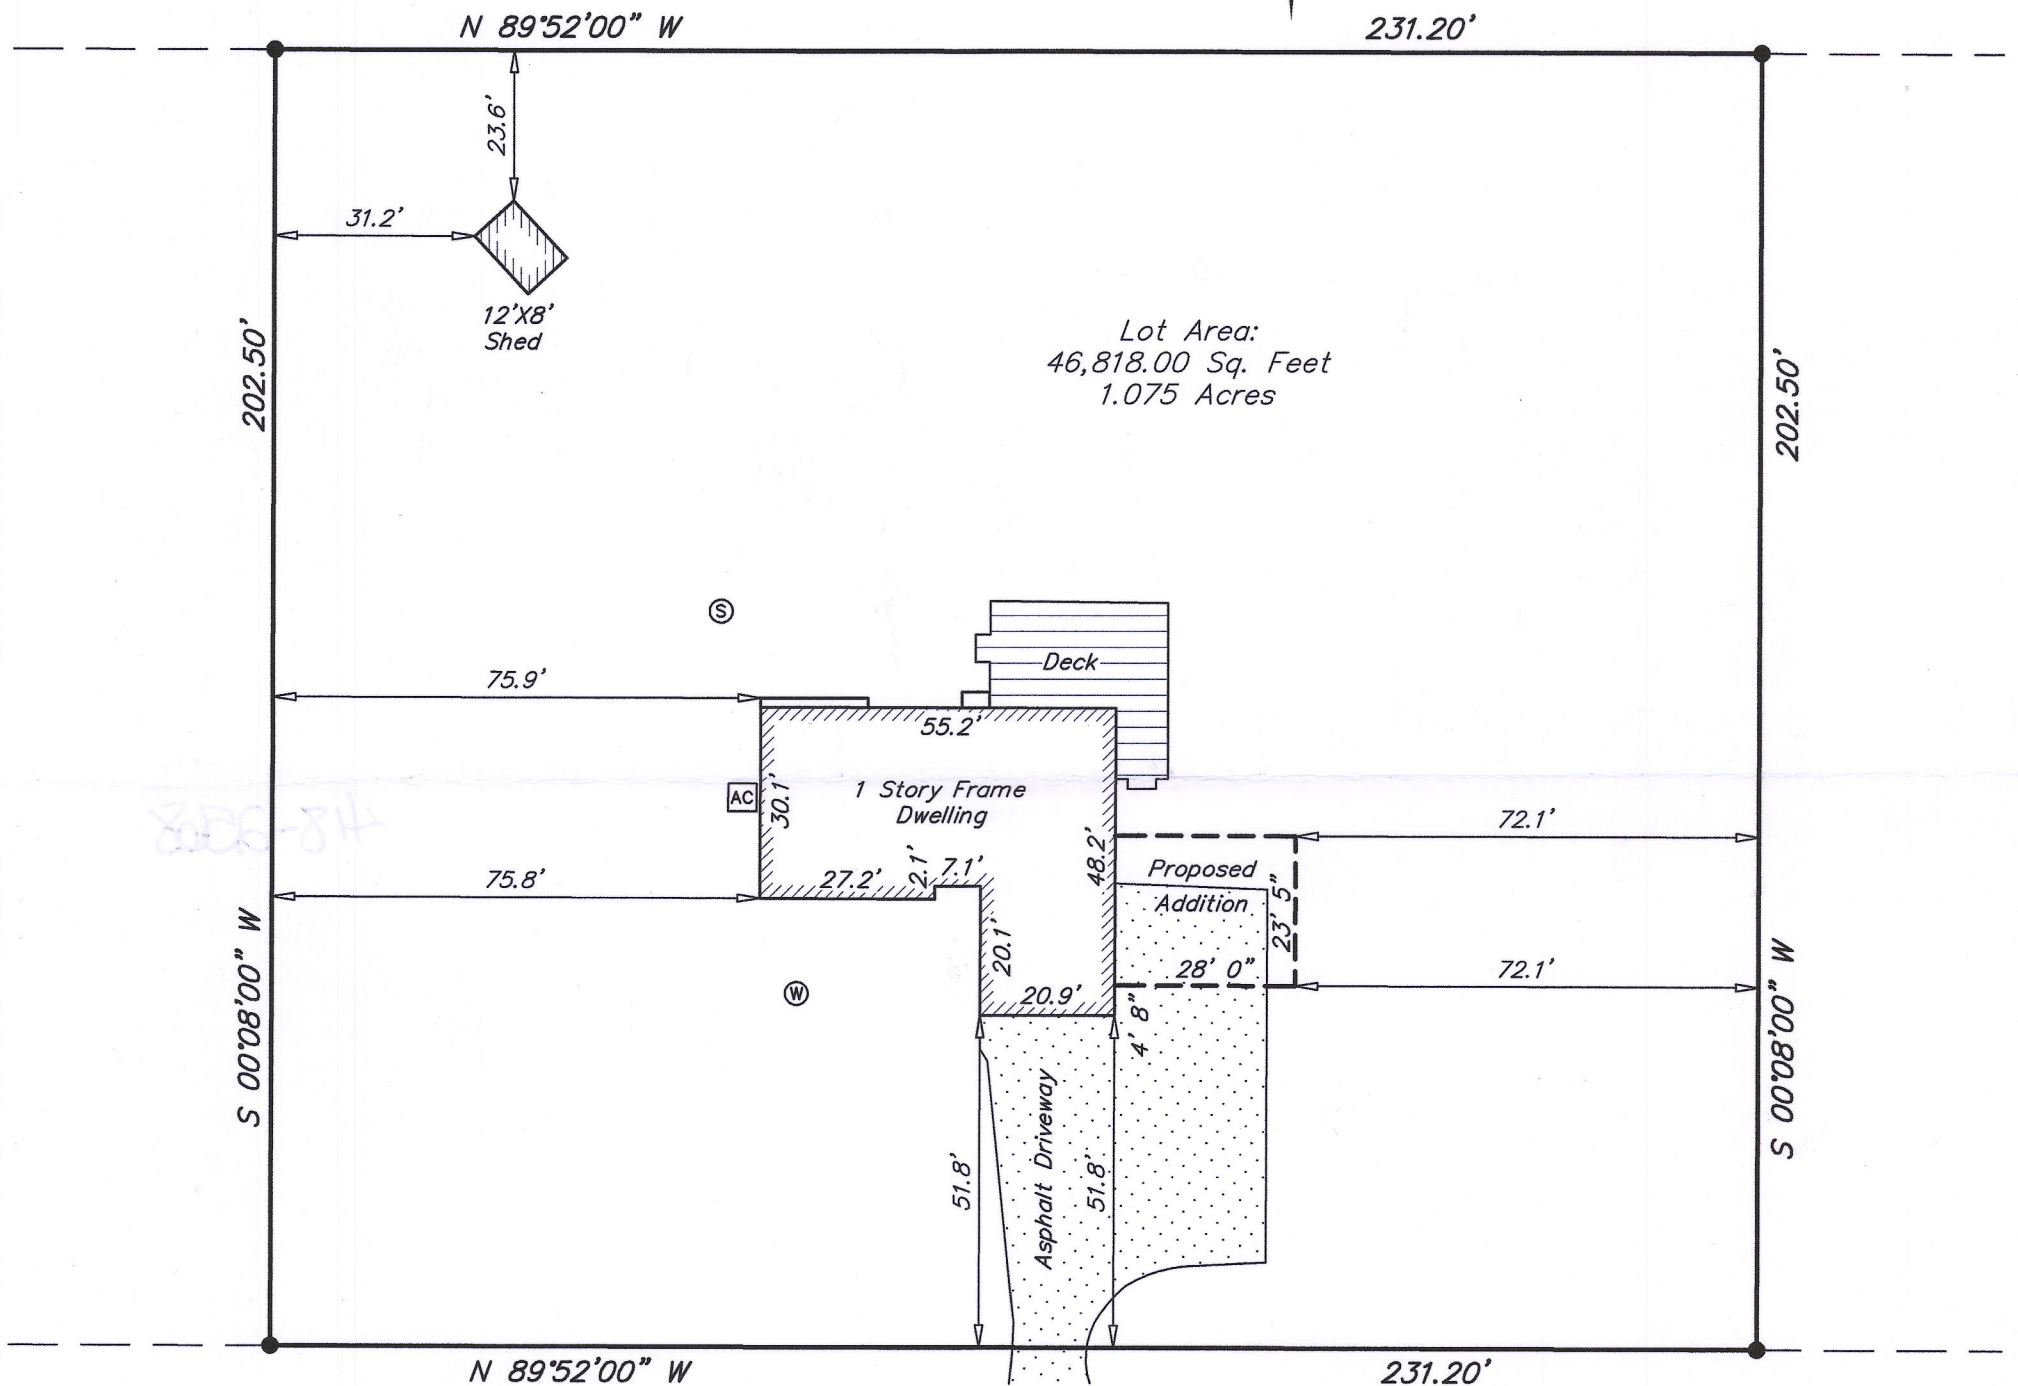 N 89°52'00" W
231.20'
23.6'
31.2'
12'X8'
Shed
202.50'
202.50'
Lot Area:
46,818.00 Sq. Feet
1.075 Acres
S
Deck
75.9'
55.2'
AC
30.1'
1 Story Frame
Dwelling
72.1'
48.2'
75.8'
27.2'
2.1'
7.1'
Proposed
Addition
23' 5"
20.1'
28' 0"
72.1'
W
20.9'
4' 8"
S 00°08'00" W
S 00°08'00" W
51.8'
Asphalt Driveway
51.8'
N 89°52'00" W
231.20'